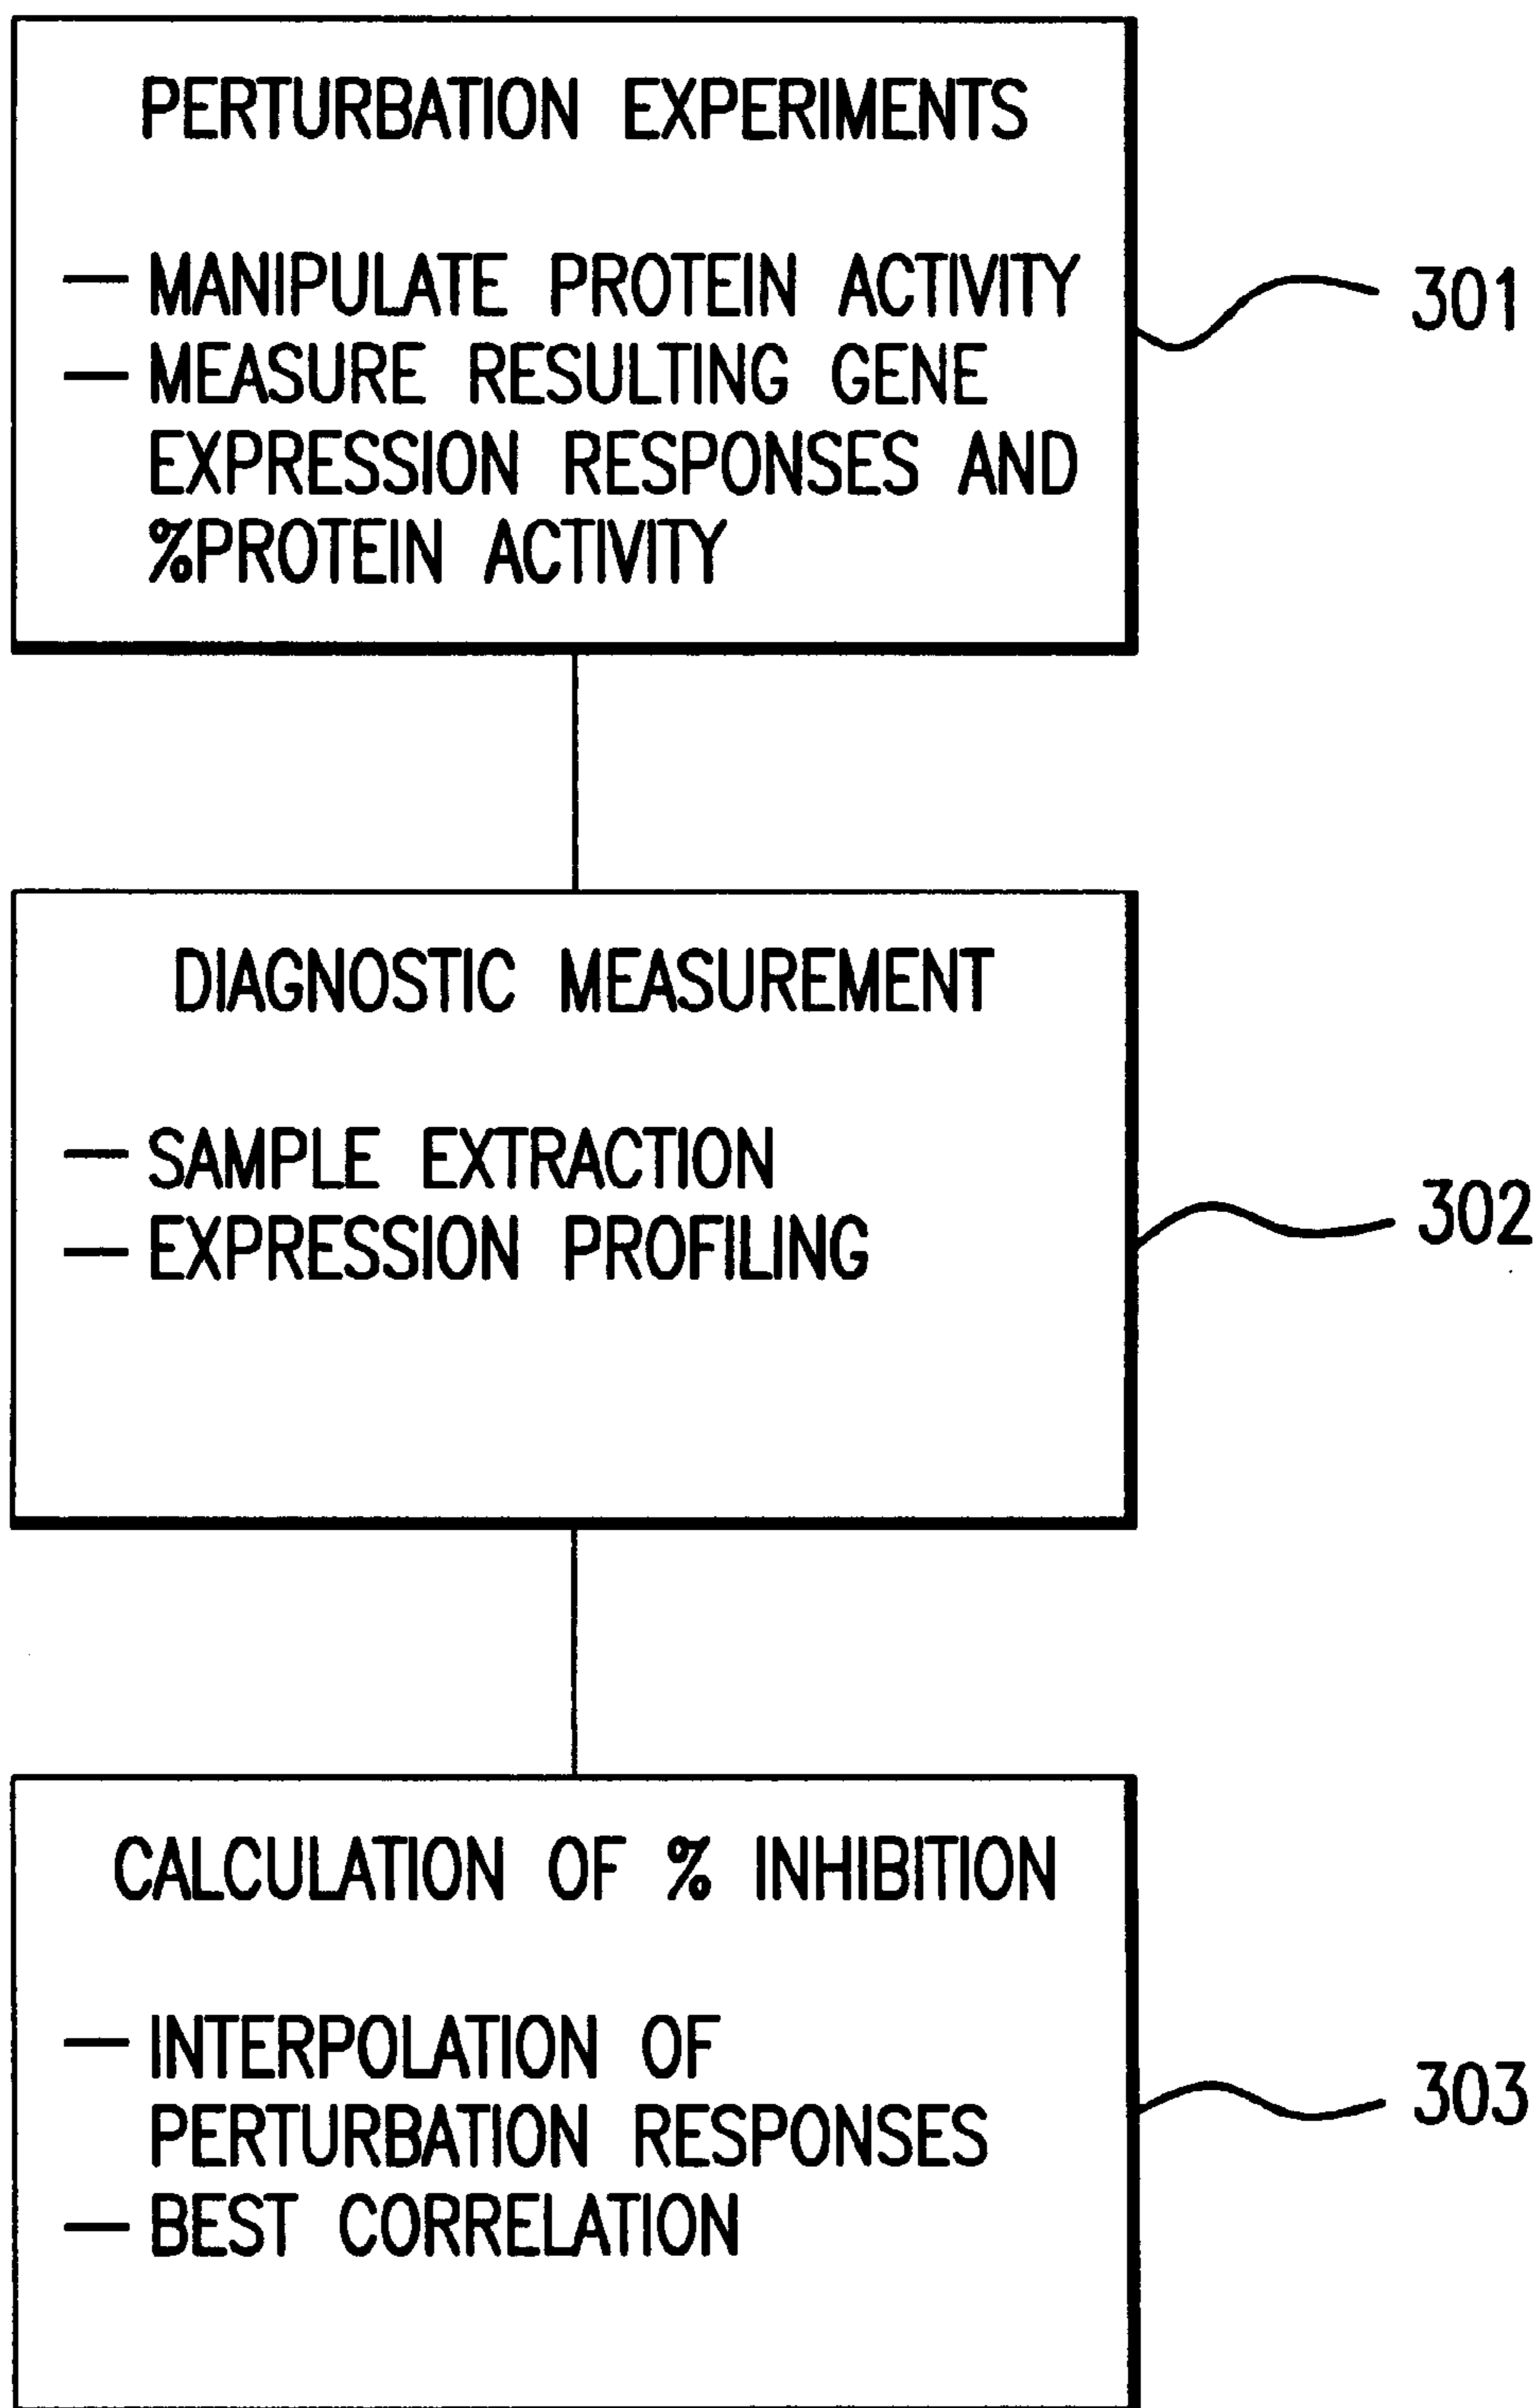 PERTURBATION EXPERIMENTS
— MANIPULATE PROTEIN ACTIVITY
— MEASURE RESULTING GENE
EXPRESSION RESPONSES AND
%PROTEIN ACTIVITY
301
DIAGNOSTIC MEASUREMENT
— SAMPLE EXTRACTION
— EXPRESSION PROFILING
302
CALCULATION OF % INHIBITION
— INTERPOLATION OF
PERTURBATION RESPONSES
— BEST CORRELATION
303